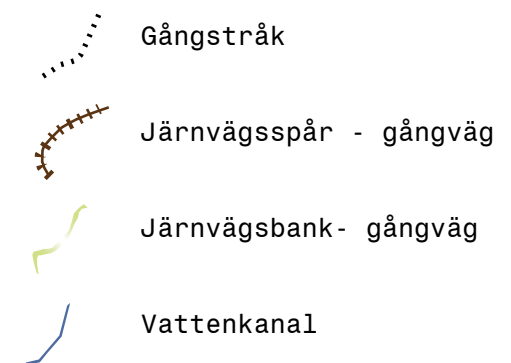 Gångstråk
Järnvägsspår - gångväg
Järnvägsbank- gångväg
Vattenkanal